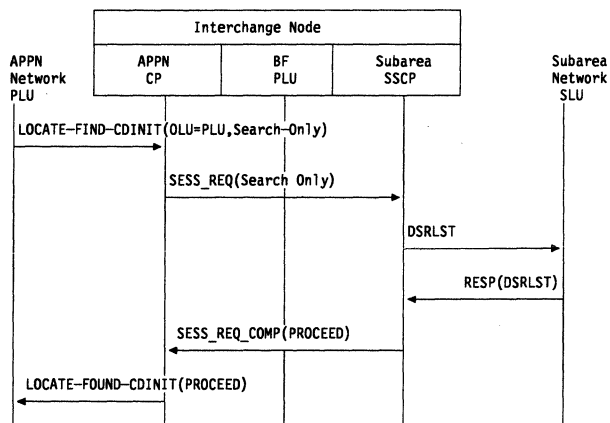 Interchange Node
APPN Network PLU
APPN CP
BF PLU
Subarea SSCP
Subarea Network SLU
LOCATE-FIND-CDINIT(OLU=PLU,Search-Only)
SESS_REQ(Search Only)
DSRLST
RESP(DSRLST)
SESS_REQ_COMP(PROCEED)
LOCATE-FOUND-CDINIT(PROCEED)